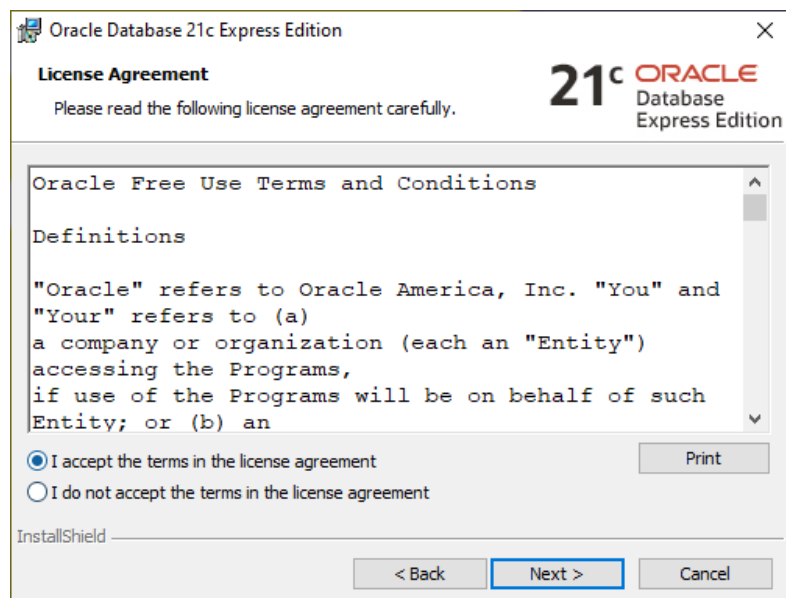 Oracle Database 21c Express Edition
License Agreement
Please read the following license agreement carefully.
21c ORACLE
Database
Express Edition
Oracle Free Use Terms and Conditions
Definitions
"Oracle" refers to Oracle America, Inc. "You" and
"Your" refers to (a)
a company or organization (each an "Entity")
accessing the Programs,
if use of the Programs will be on behalf of such
Entity; or (b) an
I accept the terms in the license agreement
Print
I do not accept the terms in the license agreement
InstallShield
< Back
Next >
Cancel